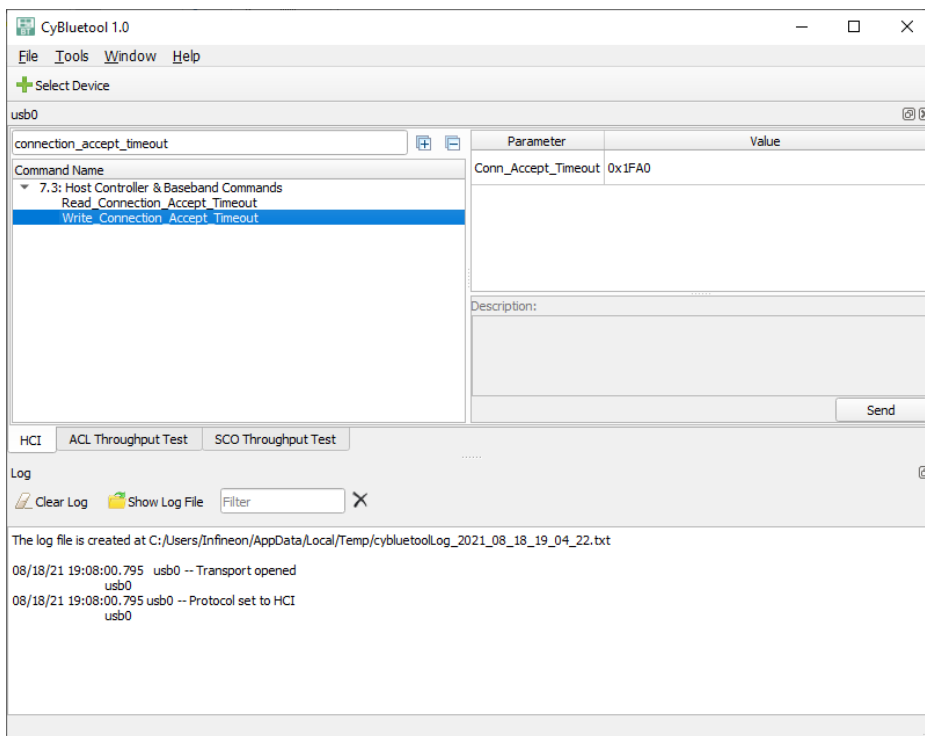 CyBluetool 1.0
File Tools Window Help
Select Device
usb0
connection_accept_timeout
Command Name
7.3: Host Controller & Baseband Commands
Read_Connection_Accept_Timeout
Write_Connection_Accept_Timeout
Parameter Value
Conn_Accept_Timeout 0x1FA0
Description:
Send
HCI ACL Throughput Test SCO Throughput Test
Log
Clear Log Show Log File Filter
The log file is created at C:/Users/Infineon/AppData/Local/Temp/cybluetoolLog_2021_08_18_19_04_22.txt
08/18/21 19:08:00.795 usb0 -- Transport opened
usb0
08/18/21 19:08:00.795 usb0 -- Protocol set to HCI
usb0